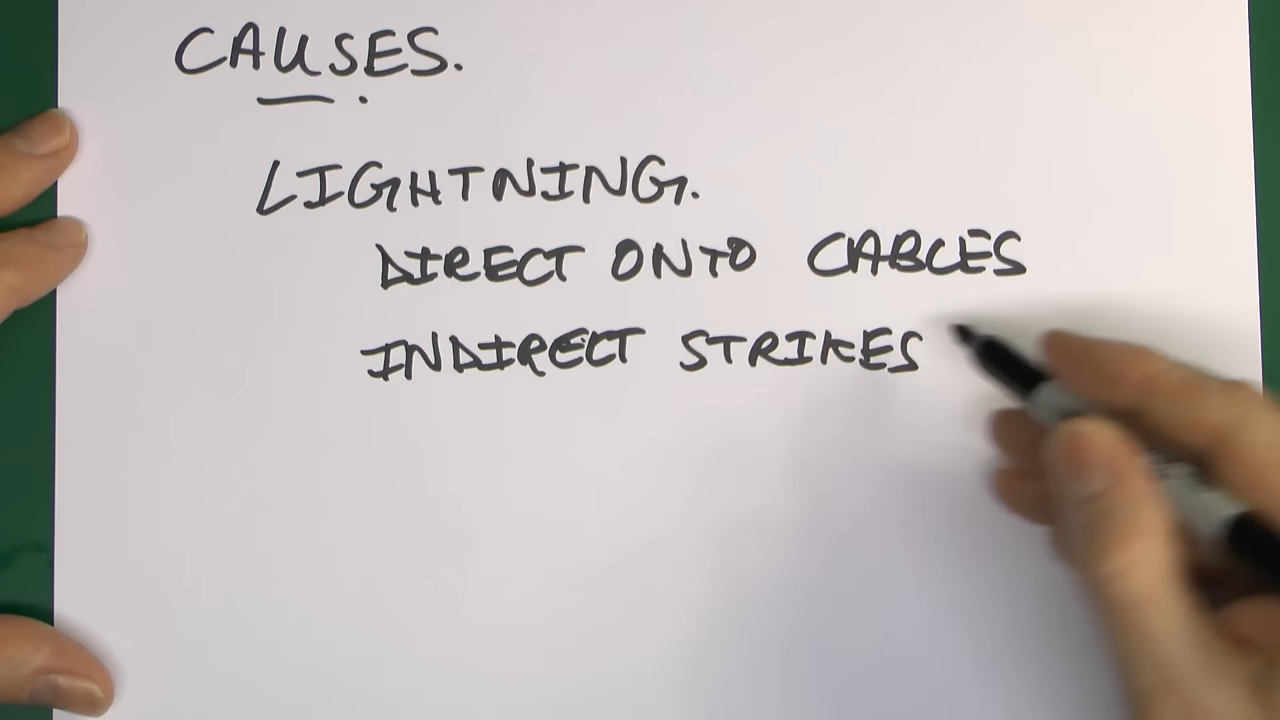 CAUSES.
LIGHTNING.
DIRECT ONTO CABLES
INDIRECT STRIKES